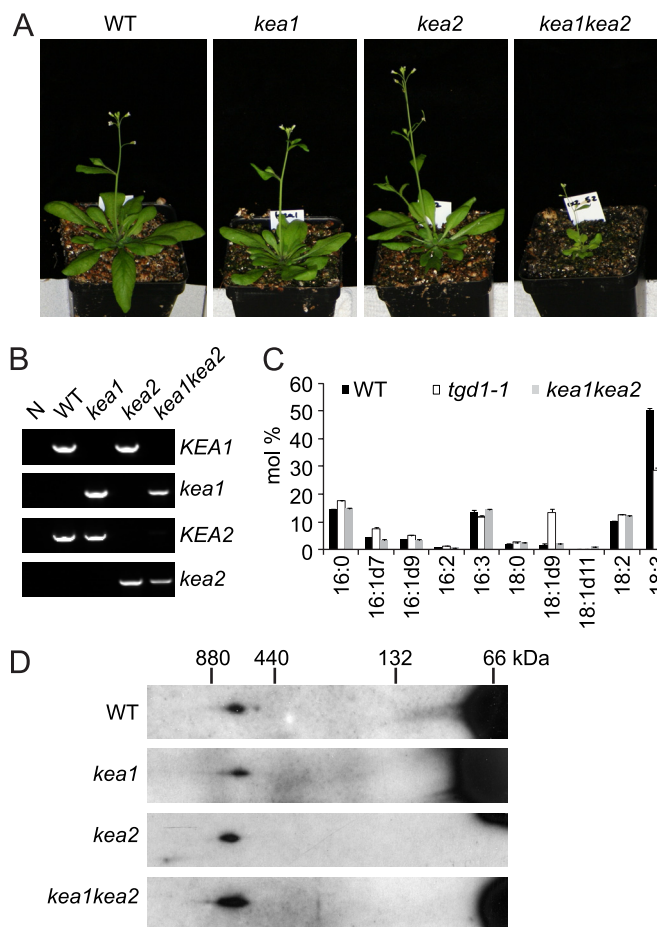 A
WT
kea1
kea2
kea1kea2
B
N
WT
kea1
kea2
kea1kea2
KEA1
kea1
KEA2
kea2
C
60
50
40
30
20
10
0
mol %
WT
tgd1-1
kea1kea2
16:0
16:1d7
16:1d9
16:2
16:3
18:0
18:1d9
18:1d11
18:2
18:3
D
880
440
132
66 kDa
WT
kea1
kea2
kea1kea2